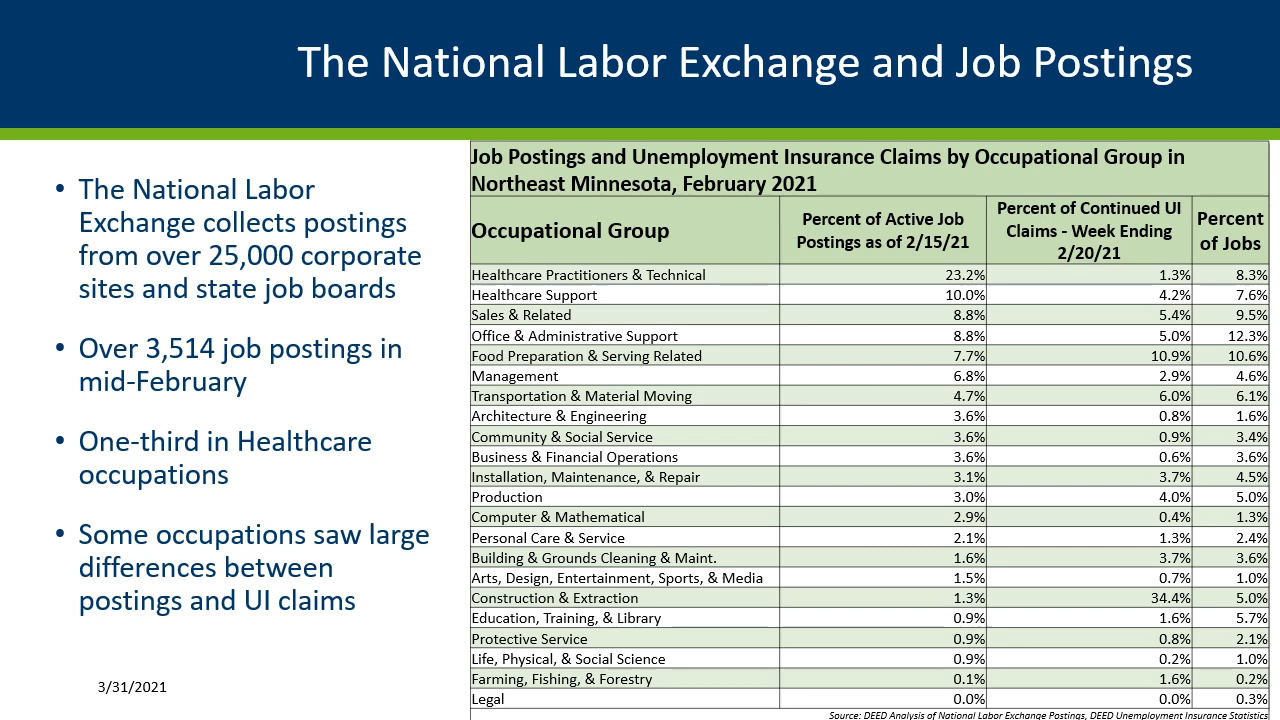 The National Labor Exchange and Job Postings
• The National Labor
Exchange collects postings
from over 25,000 corporate
sites and state job boards
• Over 3,514 job postings in
mid-February
• One-third in Healthcare
occupations
• Some occupations saw large
differences between
postings and UI claims
3/31/2021
Job Postings and Unemployment Insurance Claims by Occupational Group in
Northeast Minnesota, February 2021
Occupational Group | Percent of Active Job Postings as of 2/15/21 | Percent of Continued UI Claims - Week Ending 2/20/21 | Percent of Jobs
Healthcare Practitioners & Technical 23.2% 1.3% 8.3%
Healthcare Support 10.0% 4.2% 7.6%
Sales & Related 8.8% 5.4% 9.5%
Office & Administrative Support 8.8% 5.0% 12.3%
Food Preparation & Serving Related 7.7% 10.9% 10.6%
Management 6.8% 2.9% 4.6%
Transportation & Material Moving 4.7% 6.0% 6.1%
Architecture & Engineering 3.6% 0.8% 1.6%
Community & Social Service 3.6% 0.9% 3.4%
Business & Financial Operations 3.6% 0.6% 3.6%
Installation, Maintenance, & Repair 3.1% 3.7% 4.5%
Production 3.0% 4.0% 5.0%
Computer & Mathematical 2.9% 0.4% 1.3%
Personal Care & Service 2.1% 1.3% 2.4%
Building & Grounds Cleaning & Maint. 1.6% 3.7% 3.6%
Arts, Design, Entertainment, Sports, & Media 1.5% 0.7% 1.0%
Construction & Extraction 1.3% 34.4% 5.0%
Education, Training, & Library 0.9% 1.6% 5.7%
Protective Service 0.9% 0.8% 2.1%
Life, Physical, & Social Science 0.9% 0.2% 1.0%
Farming, Fishing, & Forestry 0.1% 1.6% 0.2%
Legal 0.0% 0.0% 0.3%
Source: DEED Analysis of National Labor Exchange Postings, DEED Unemployment Insurance Statistics